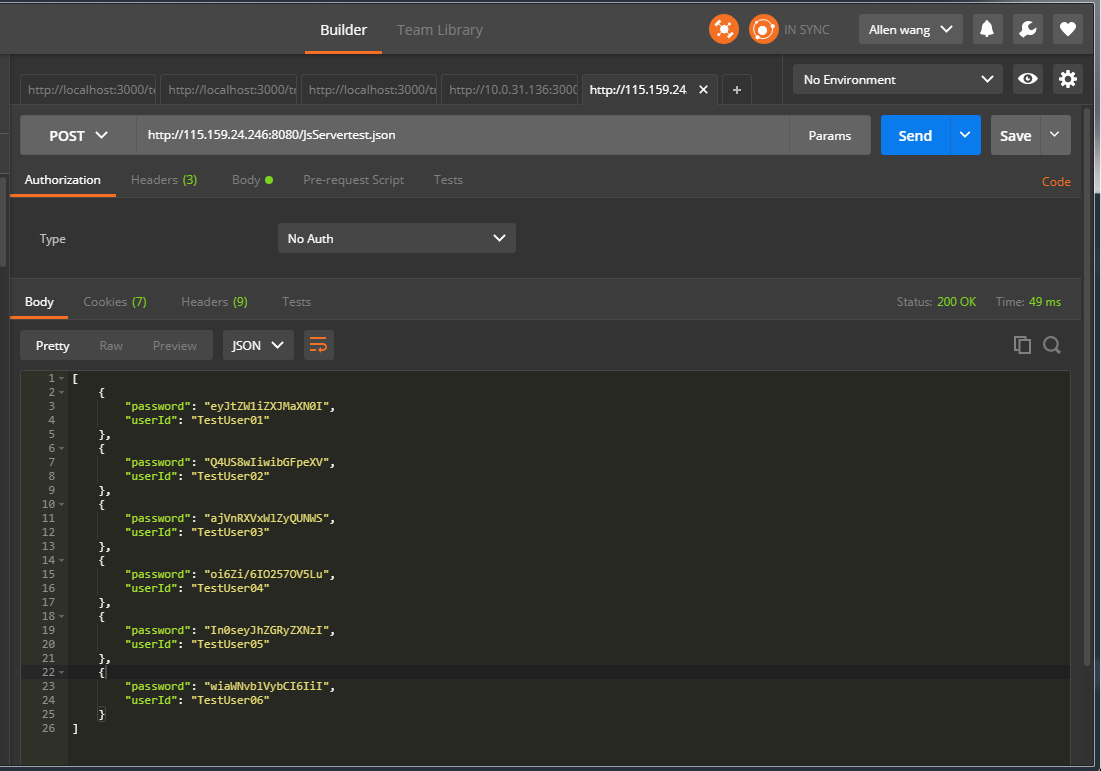 Builder Team Library IN SYNC Allen wang
http://localhost:3000/te http://localhost:3000/tr http://localhost:3000/tr http://10.0.31.136:3000 http://115.159.24. × + No Environment
POST http://115.159.24.246:8080/JsServertest.json Params Send Save
Authorization Headers (3) Body Pre-request Script Tests Code
Type No Auth
Body Cookies (7) Headers (9) Tests Status: 200 OK Time: 49 ms
Pretty Raw Preview JSON
1 [
2 {
3 "password": "eyJtZW1iZXJMaXN0I",
4 "userId": "TestUser01"
5 },
6 {
7 "password": "Q4US8wIiwibGFpeXV",
8 "userId": "TestUser02"
9 },
10 {
11 "password": "ajVnRXVxWlZyQUNWS",
12 "userId": "TestUser03"
13 },
14 {
15 "password": "oi6Zi/6IO257OV5Lu",
16 "userId": "TestUser04"
17 },
18 {
19 "password": "In0seyJhZGRyZXNzI",
20 "userId": "TestUser05"
21 },
22 {
23 "password": "wiaWNvblVybCI6IiI",
24 "userId": "TestUser06"
25 }
26 ]